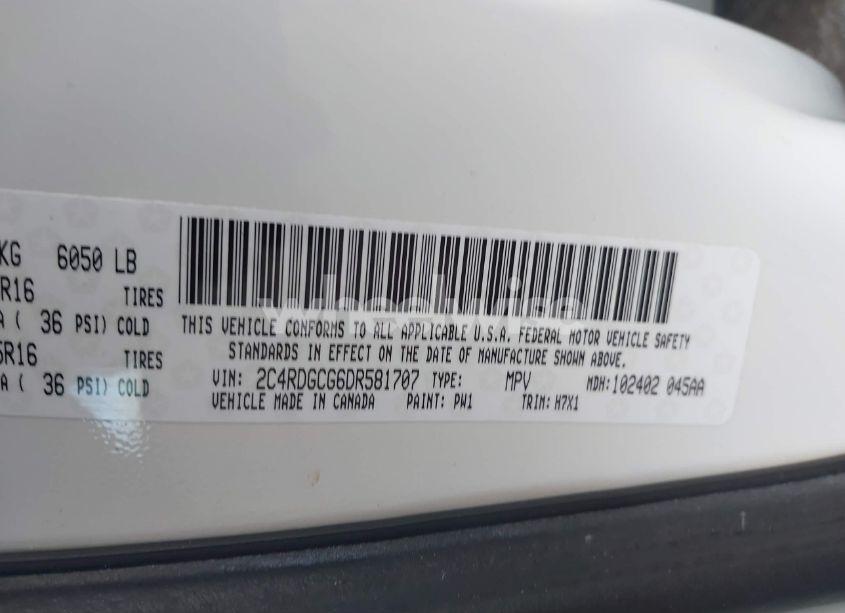 KG 6050 LB
R16 TIRES
A ( 36 PSI) COLD
5R16 TIRES
A ( 36 PSI) COLD
THIS VEHICLE CONFORMS TO ALL APPLICABLE U.S.A. FEDERAL MOTOR VEHICLE SAFETY
STANDARDS IN EFFECT ON THE DATE OF MANUFACTURE SHOWN ABOVE.
VIN: 2C4RDGCG6DR581707 TYPE: MPV MDH:102402 045AA
VEHICLE MADE IN CANADA PAINT: PW1 TRIM: H7X1